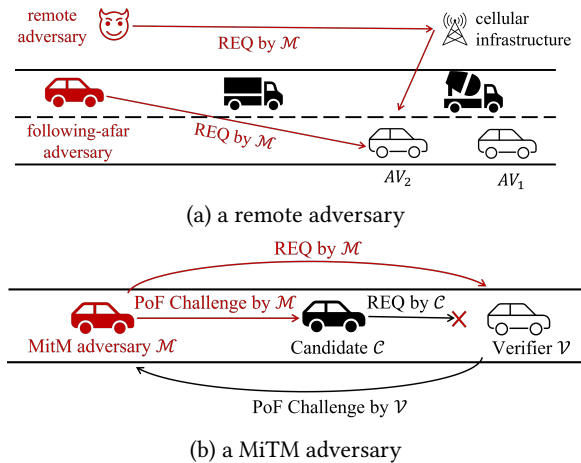 remote
adversary
REQ by ℳ
cellular
infrastructure
following-afar
adversary
REQ by ℳ
AV₂
AV₁
(a) a remote adversary
REQ by ℳ
PoF Challenge by ℳ
REQ by 𝒞
MitM adversary ℳ
Candidate 𝒞
Verifier 𝒱
PoF Challenge by 𝒱
(b) a MiTM adversary